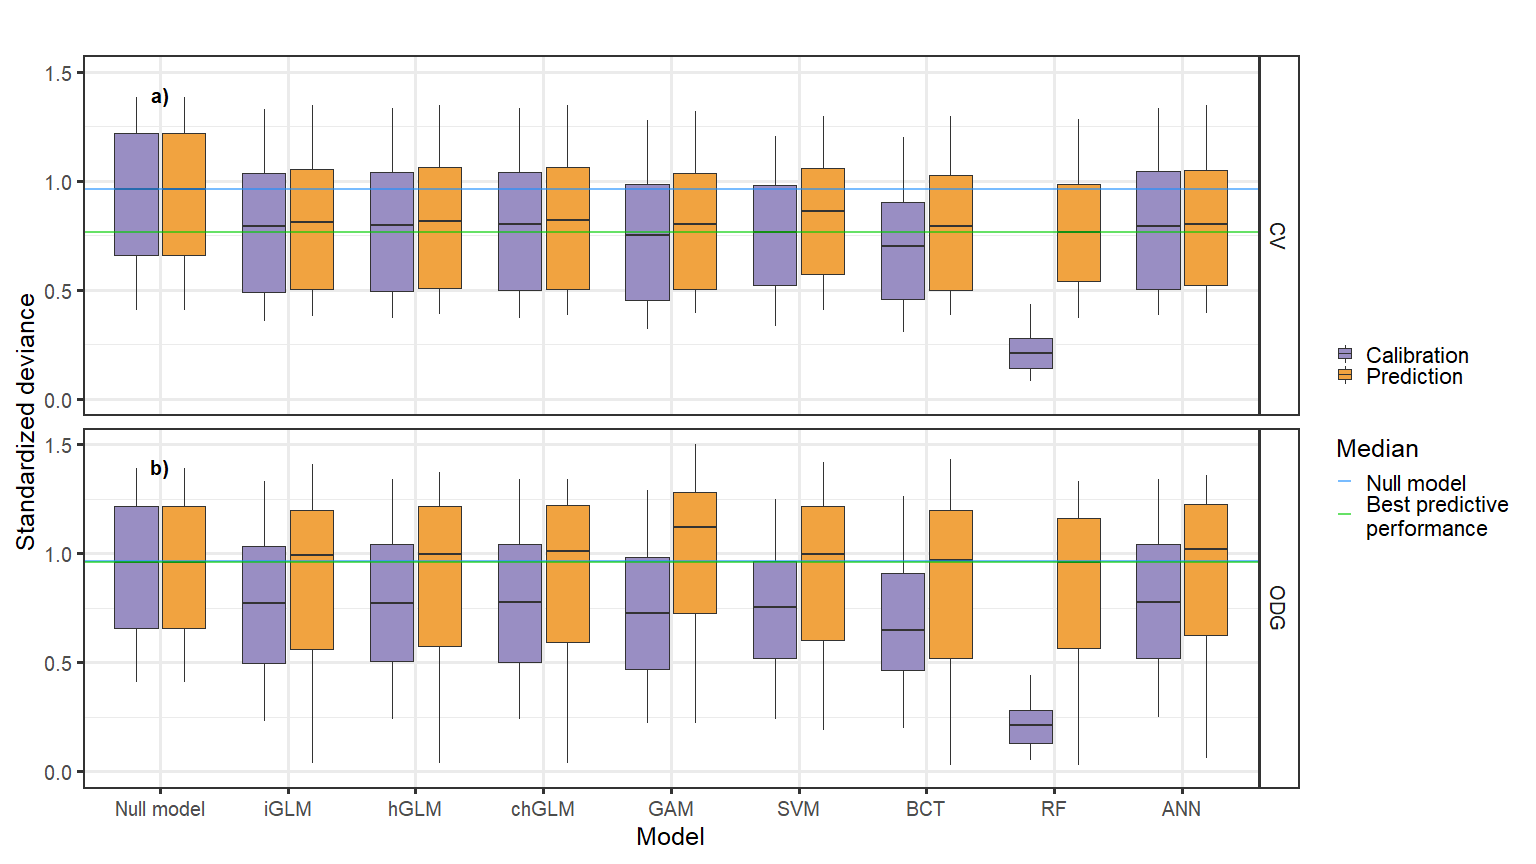 1.5
1.0
0.5
0.0
a)
CV
1.5
1.0
0.5
0.0
b)
ODG
Standardized deviance
Null model
iGLM
hGLM
chGLM
GAM
SVM
BCT
RF
ANN
Model
Calibration
Prediction
Median
Null model
Best predictive
performance